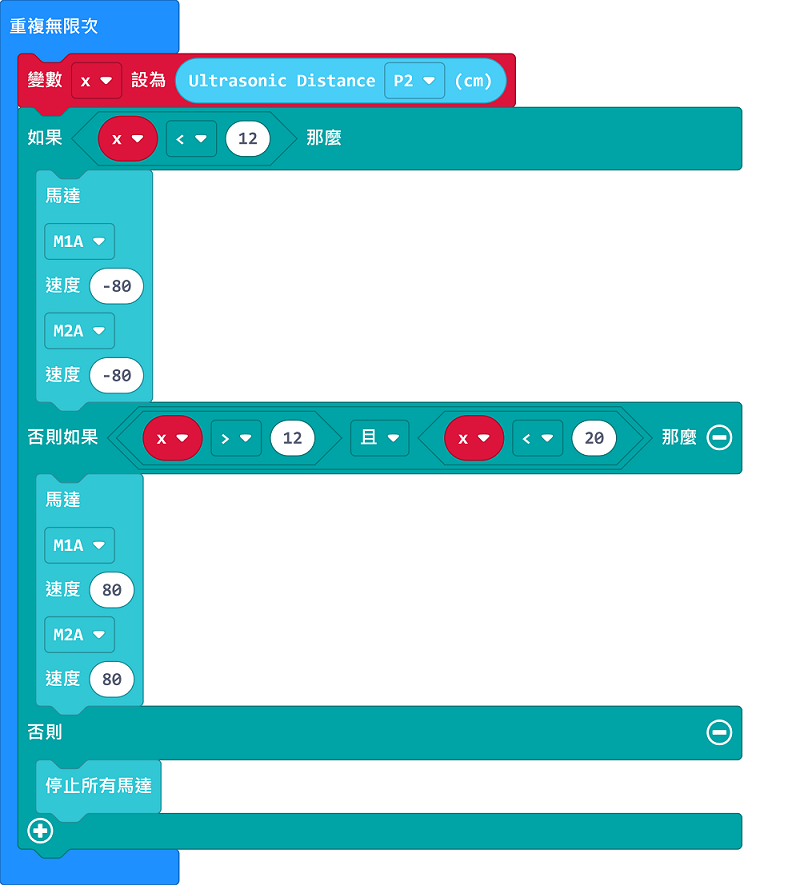 重複無限次
變數 x 設為 Ultrasonic Distance P2 (cm)
如果 x < 12 那麼
馬達
M1A
速度 -80
M2A
速度 -80
否則如果 x > 12 且 x < 20 那麼
馬達
M1A
速度 80
M2A
速度 80
否則
停止所有馬達